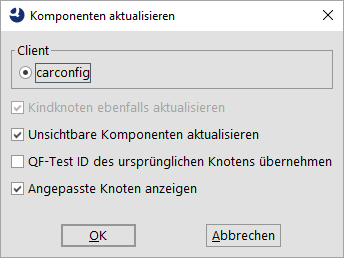 Komponenten aktualisieren
Client
carconfig
Kindknoten ebenfalls aktualisieren
Unsichtbare Komponenten aktualisieren
QF-Test ID des ursprünglichen Knotens übernehmen
Angepasste Knoten anzeigen
OK
Abbrechen